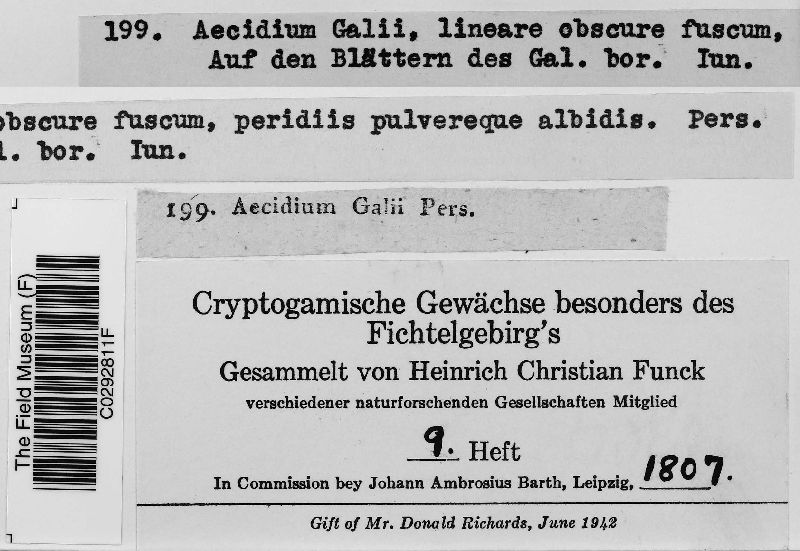 199. Aecidium Galii, lineare obscure fuscum,
Auf den Blättern des Gal. bor. Iun.
obscure fuscum, peridiis pulvereque albidis. Pers.
l. bor. Iun.
199. Aecidium Galii Pers.
The Field Museum (F)
C0292811F
Cryptogamische Gewächse besonders des
Fichtelgebirg's
Gesammelt von Heinrich Christian Funck
verschiedener naturforschenden Gesellschaften Mitglied
9. Heft
In Commission bey Johann Ambrosius Barth, Leipzig, 1807.
Gift of Mr. Donald Richards, June 1942